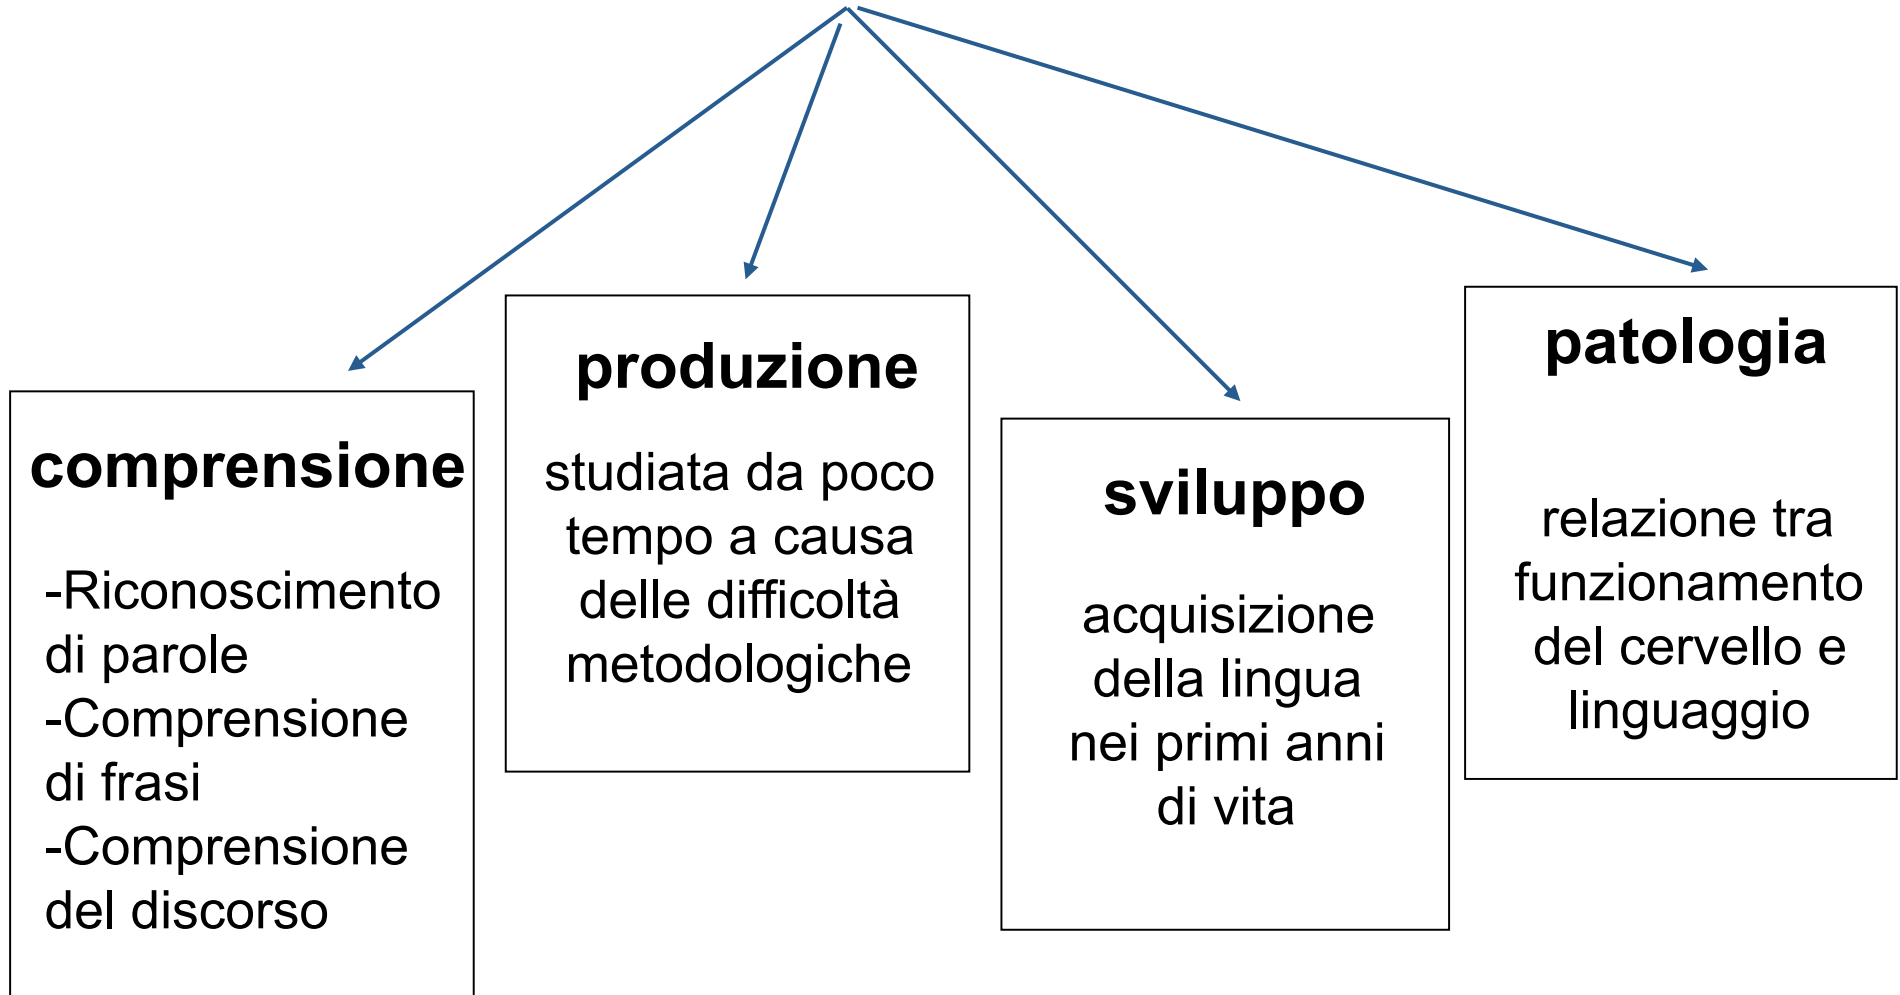 comprensione
-Riconoscimento
di parole
-Comprensione
di frasi
-Comprensione
del discorso
produzione
studiata da poco
tempo a causa
delle difficoltà
metodologiche
sviluppo
acquisizione
della lingua
nei primi anni
di vita
patologia
relazione tra
funzionamento
del cervello e
linguaggio